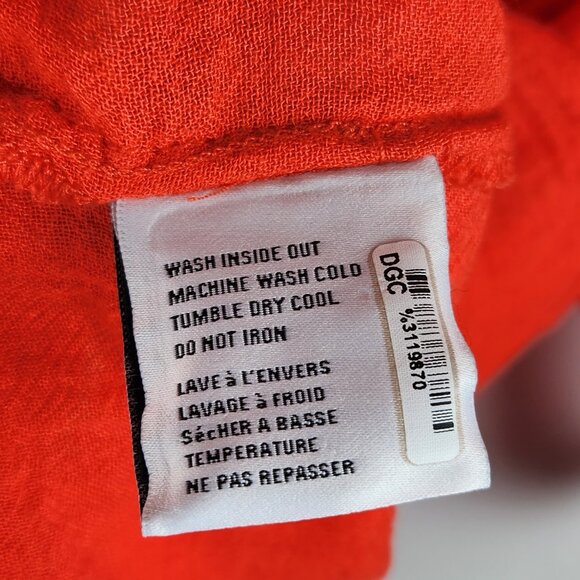 WASH INSIDE OUT
MACHINE WASH COLD
TUMBLE DRY COOL
DO NOT IRON
LAVE à L'ENVERS
LAVAGE à FROID
SécHER A BASSE
TEMPERATURE
NE PAS REPASSER
DGC
%3119870